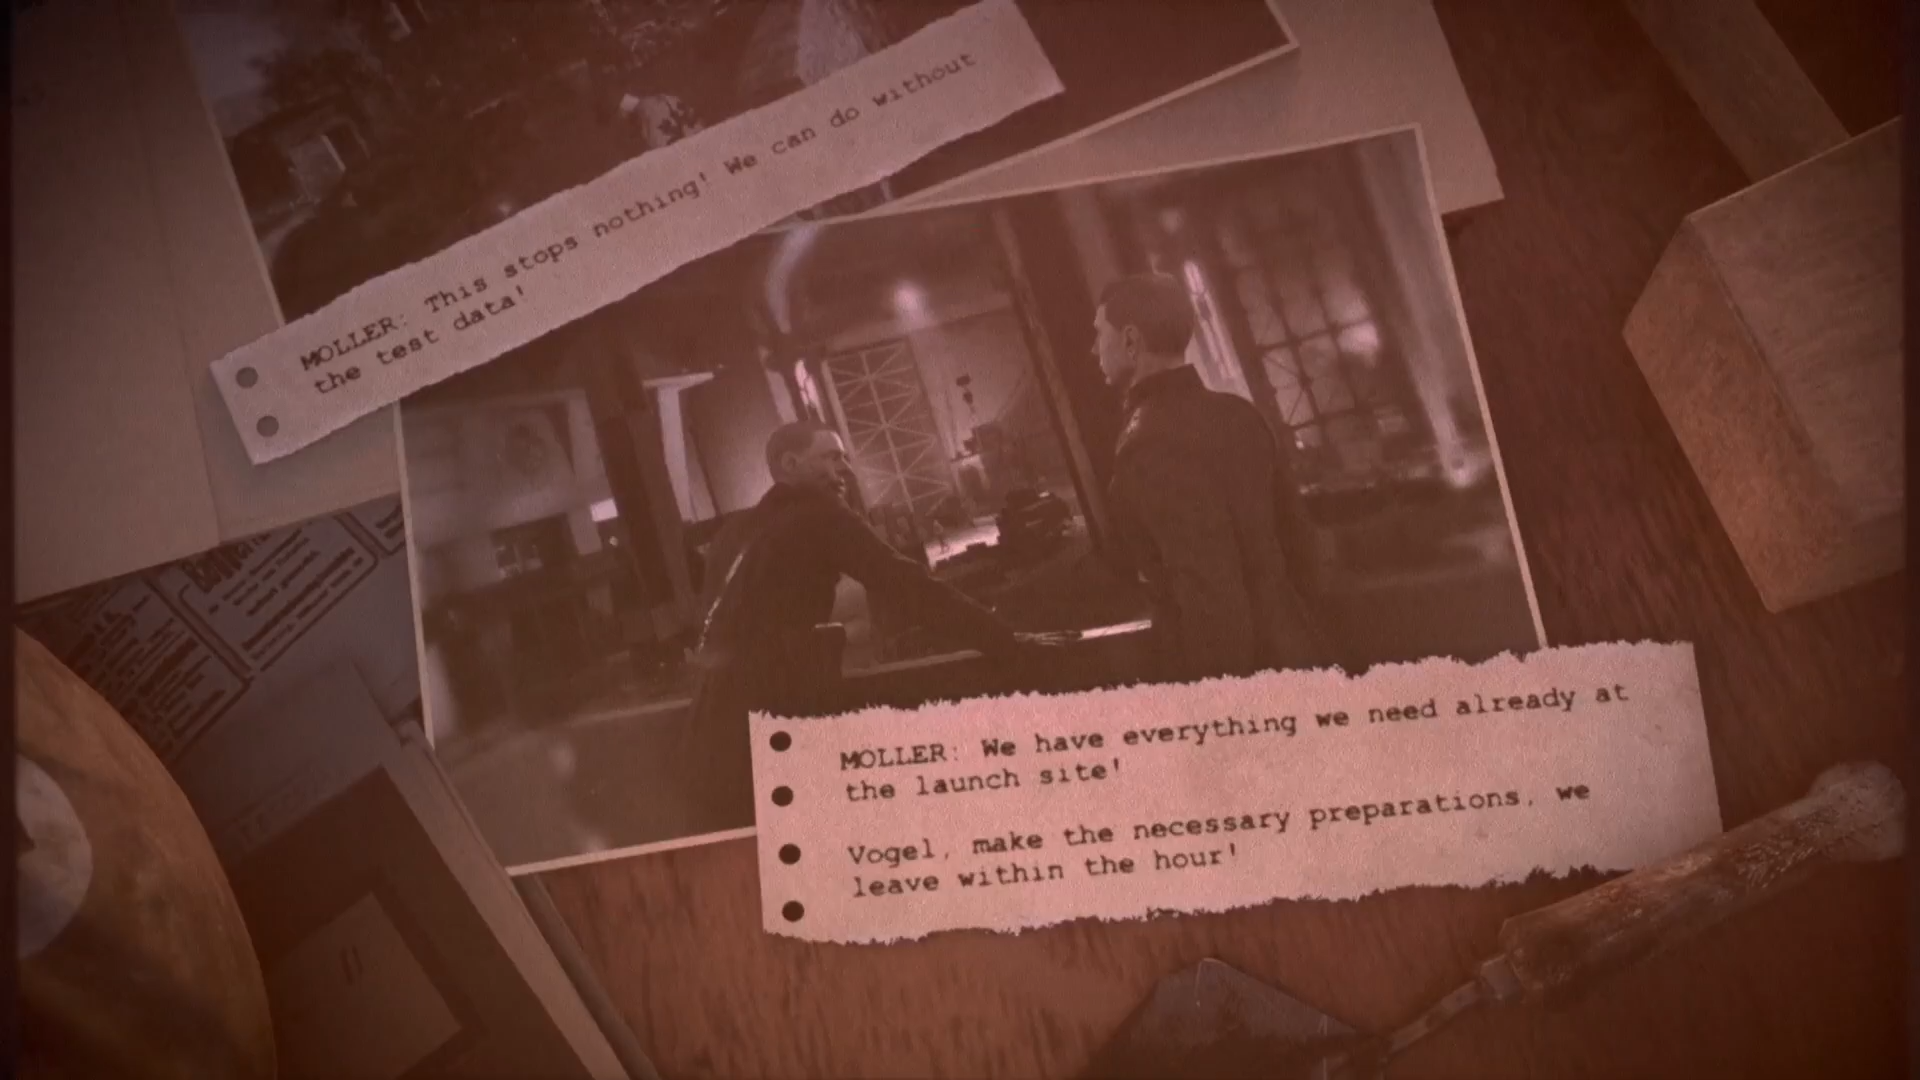 MOLLER: This stops nothing! We can do without
the test data!
MOLLER: We have everything we need already at
the launch site!
Vogel, make the necessary preparations, we
leave within the hour!